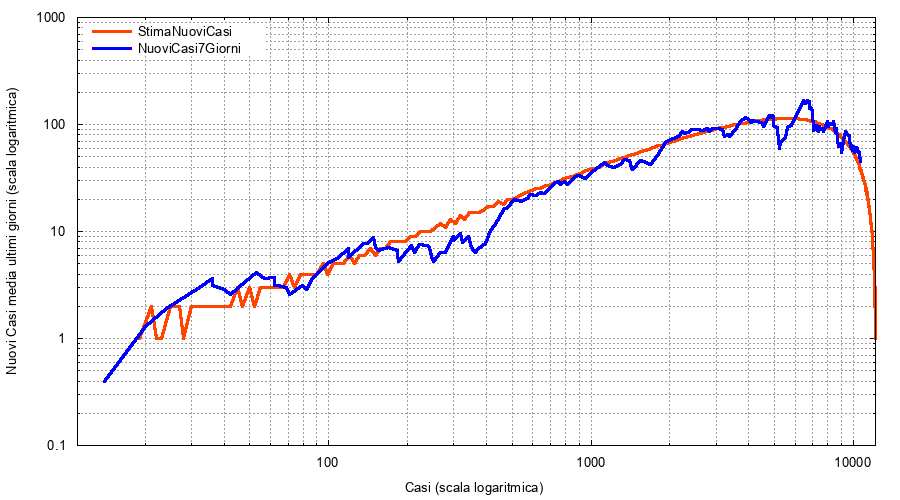 1000
StimaNuoviCasi
NuoviCasi7Giorni
100
10
1
0.1
Nuovi Casi media ultimi giorni (scala logaritmica)
100
1000
10000
Casi (scala logaritmica)